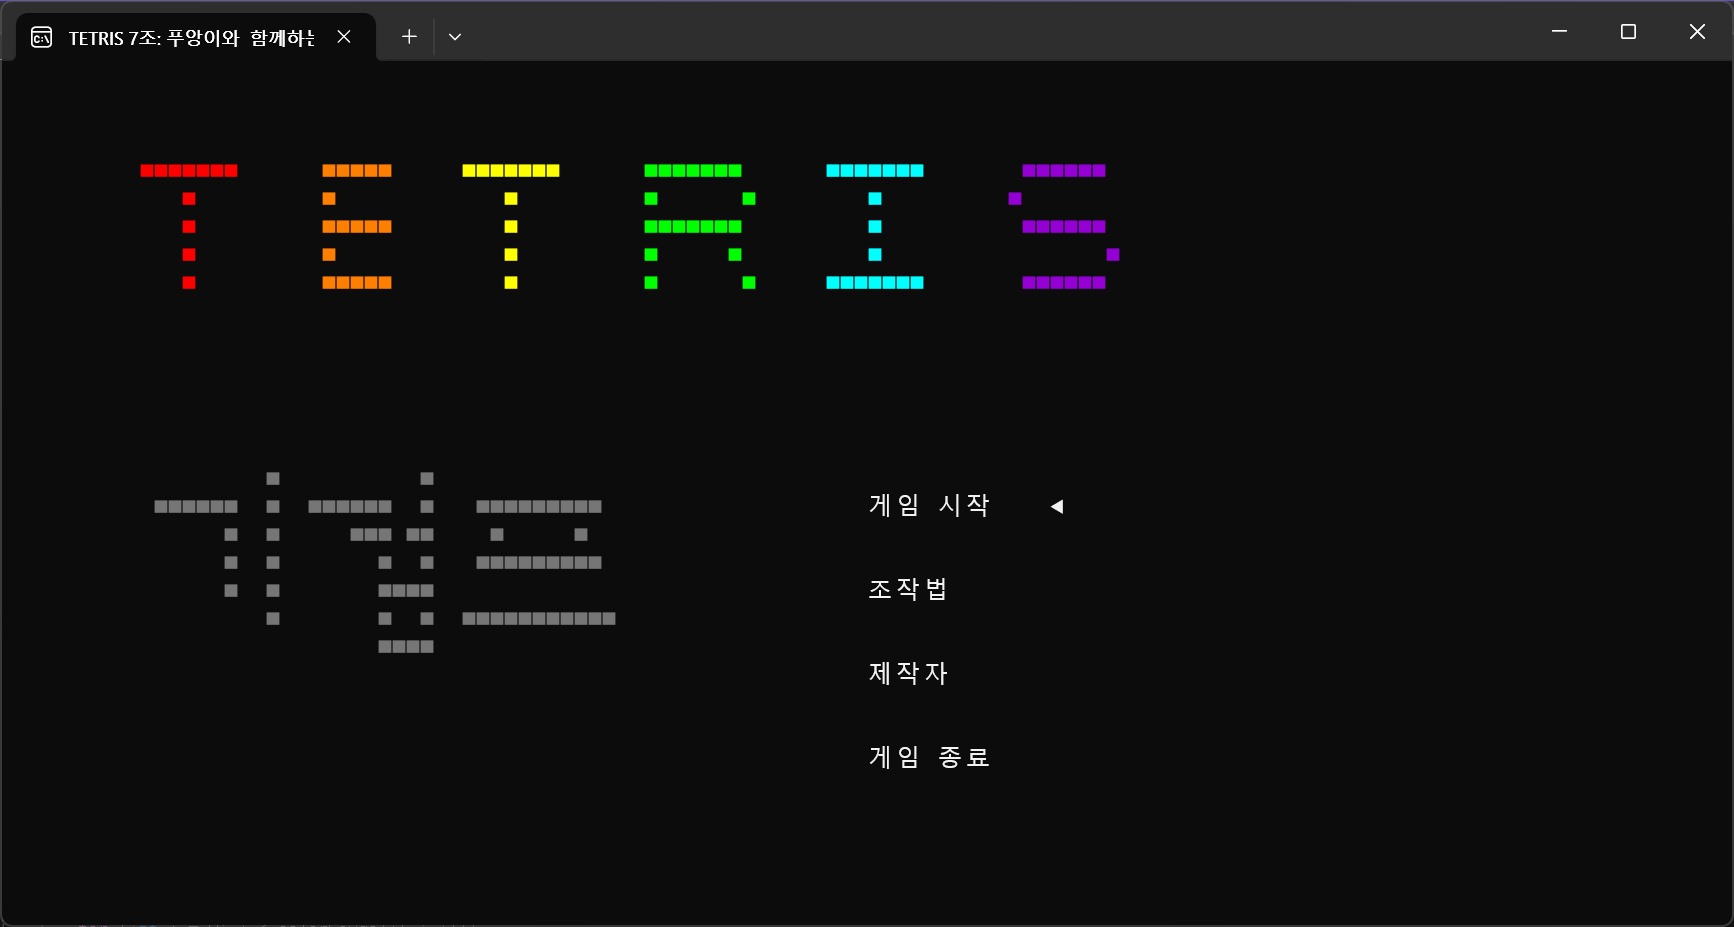 TETRIS 7조: 푸앙이와 함께하는
TETRIS
게임 시작 ◀
조작법
제작자
게임 종료